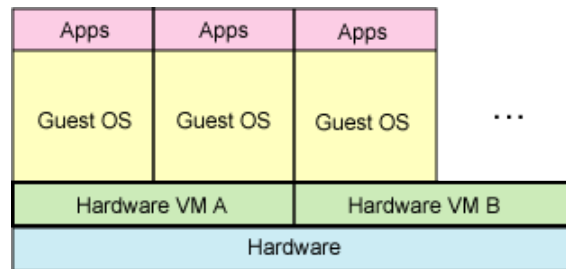 Apps Apps Apps
Guest OS Guest OS Guest OS ...
Hardware VM A Hardware VM B
Hardware